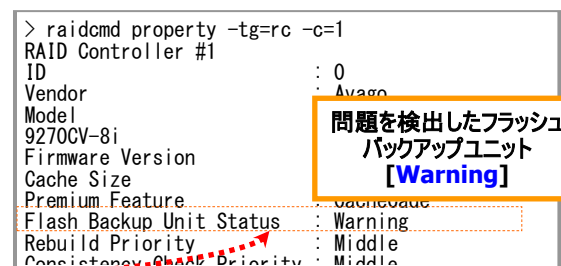 > raidcmd property -tg=rc -c=1
RAID Controller #1
ID : 0
Vendor : Avago
Model
9270CV-8i
Firmware Version
Cache Size
Premium Feature : CacheCade
Flash Backup Unit Status : Warning
Rebuild Priority : Middle
Consistency Check Priority : Middle
問題を検出したフラッシュ
バックアップユニット
[Warning]